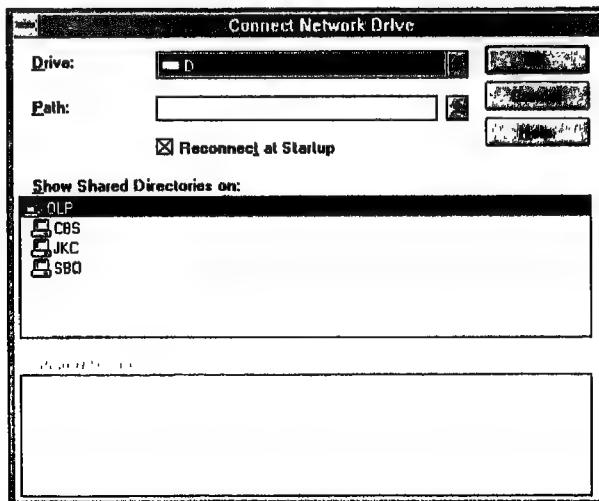 Connect Network Drive
Drive:
D
Path:
Reconnect at Startup
Show Shared Directories on:
OLP
CBS
JKC
SBO